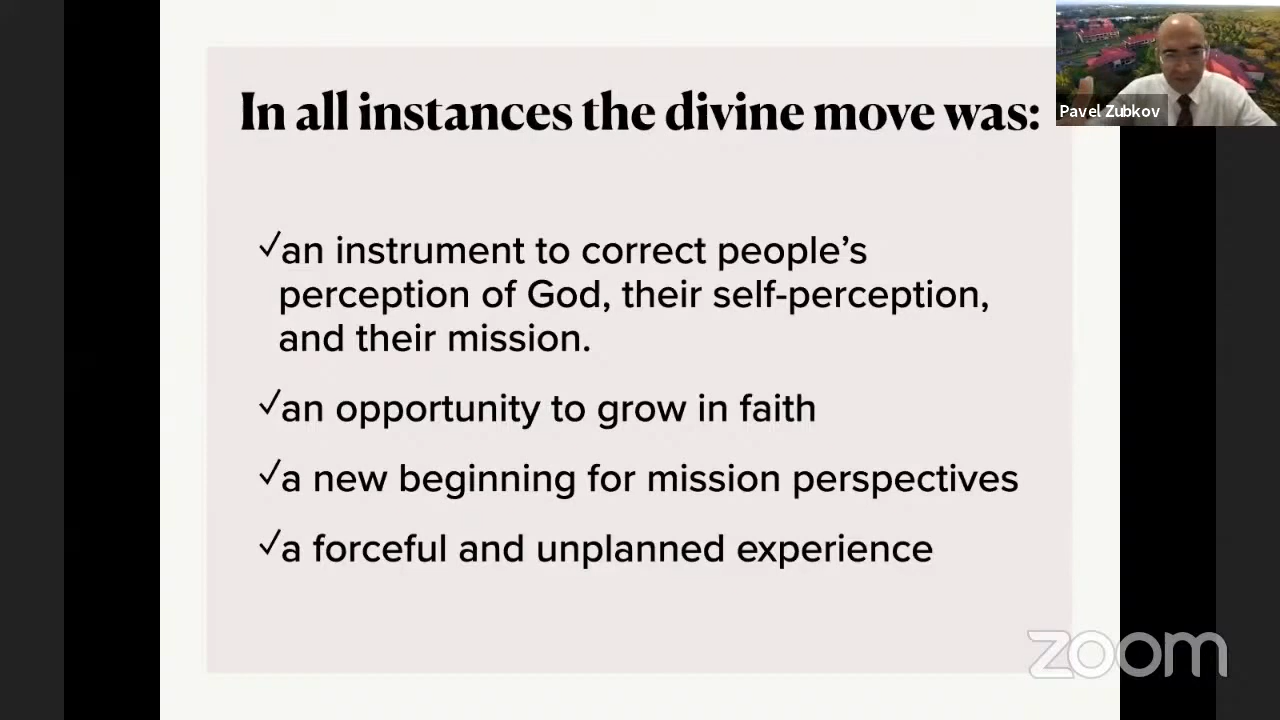 In all instances the divine move was:
Pavel Zubkov
✓an instrument to correct people’s
perception of God, their self-perception,
and their mission.
✓an opportunity to grow in faith
✓a new beginning for mission perspectives
✓a forceful and unplanned experience
zoom